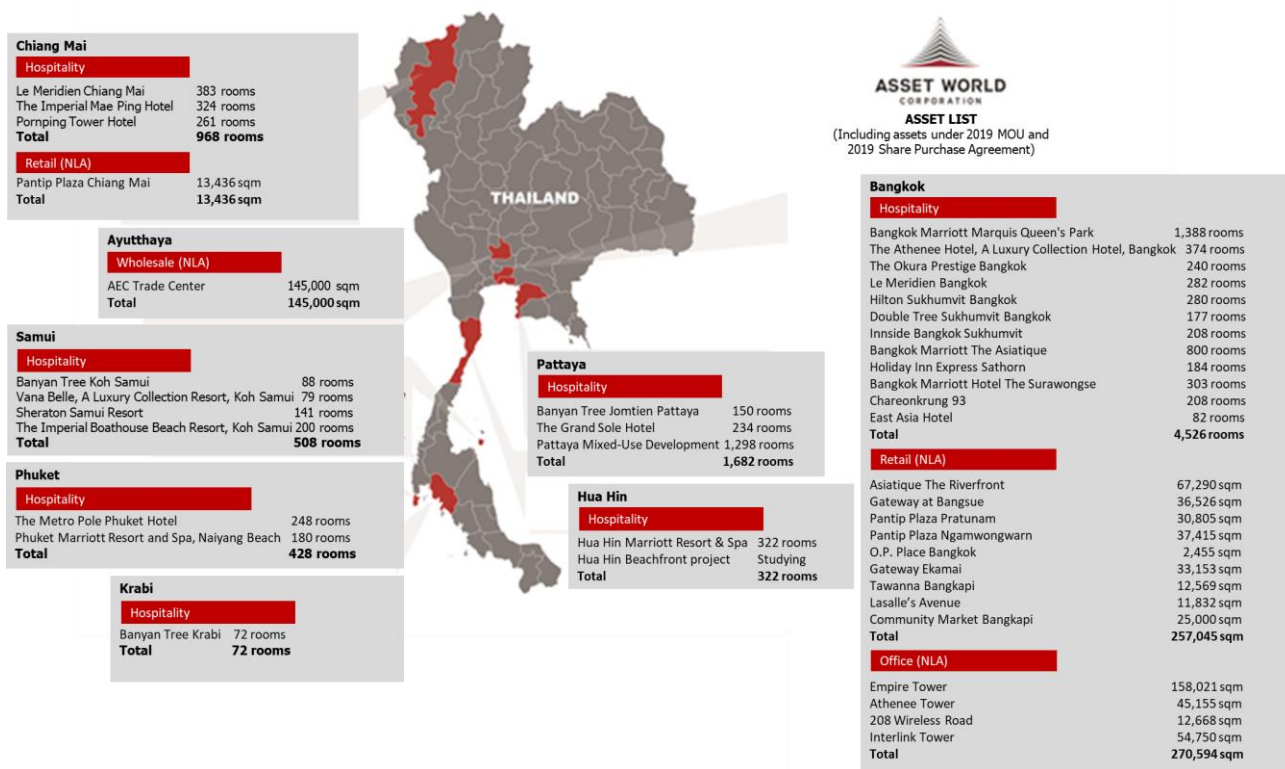 Chiang Mai
Hospitality
Le Meridien Chiang Mai 383 rooms
The Imperial Mae Ping Hotel 324 rooms
Pornping Tower Hotel 261 rooms
Total 968 rooms
Retail (NLA)
Pantip Plaza Chiang Mai 13,436 sqm
Total 13,436 sqm
Ayutthaya
Wholesale (NLA)
AEC Trade Center 145,000 sqm
Total 145,000 sqm
Samui
Hospitality
Banyan Tree Koh Samui 88 rooms
Vana Belle, A Luxury Collection Resort, Koh Samui 79 rooms
Sheraton Samui Resort 141 rooms
The Imperial Boathouse Beach Resort, Koh Samui 200 rooms
Total 508 rooms
Phuket
Hospitality
The Metro Pole Phuket Hotel 248 rooms
Phuket Marriott Resort and Spa, Naiyang Beach 180 rooms
Total 428 rooms
Krabi
Hospitality
Banyan Tree Krabi 72 rooms
Total 72 rooms
THAILAND
Pattaya
Hospitality
Banyan Tree Jomtien Pattaya 150 rooms
The Grand Sole Hotel 234 rooms
Pattaya Mixed-Use Development 1,298 rooms
Total 1,682 rooms
Hua Hin
Hospitality
Hua Hin Marriott Resort & Spa 322 rooms
Hua Hin Beachfront project Studying
Total 322 rooms
ASSET WORLD
CORPORATION
ASSET LIST
(Including assets under 2019 MOU and
2019 Share Purchase Agreement)
Bangkok
Hospitality
Bangkok Marriott Marquis Queen's Park 1,388 rooms
The Athenee Hotel, A Luxury Collection Hotel, Bangkok 374 rooms
The Okura Prestige Bangkok 240 rooms
Le Meridien Bangkok 282 rooms
Hilton Sukhumvit Bangkok 280 rooms
Double Tree Sukhumvit Bangkok 177 rooms
Innside Bangkok Sukhumvit 208 rooms
Bangkok Marriott The Asiatique 800 rooms
Holiday Inn Express Sathorn 184 rooms
Bangkok Marriott Hotel The Surawongse 303 rooms
Chareonkrung 93 208 rooms
East Asia Hotel 82 rooms
Total 4,526 rooms
Retail (NLA)
Asiatique The Riverfront 67,290 sqm
Gateway at Bangsue 36,526 sqm
Pantip Plaza Pratunam 30,805 sqm
Pantip Plaza Ngamwongwarn 37,415 sqm
O.P. Place Bangkok 2,455 sqm
Gateway Ekamai 33,153 sqm
Tawanna Bangkapi 12,569 sqm
Lasalle's Avenue 11,832 sqm
Community Market Bangkapi 25,000 sqm
Total 257,045 sqm
Office (NLA)
Empire Tower 158,021 sqm
Athenee Tower 45,155 sqm
208 Wireless Road 12,668 sqm
Interlink Tower 54,750 sqm
Total 270,594 sqm